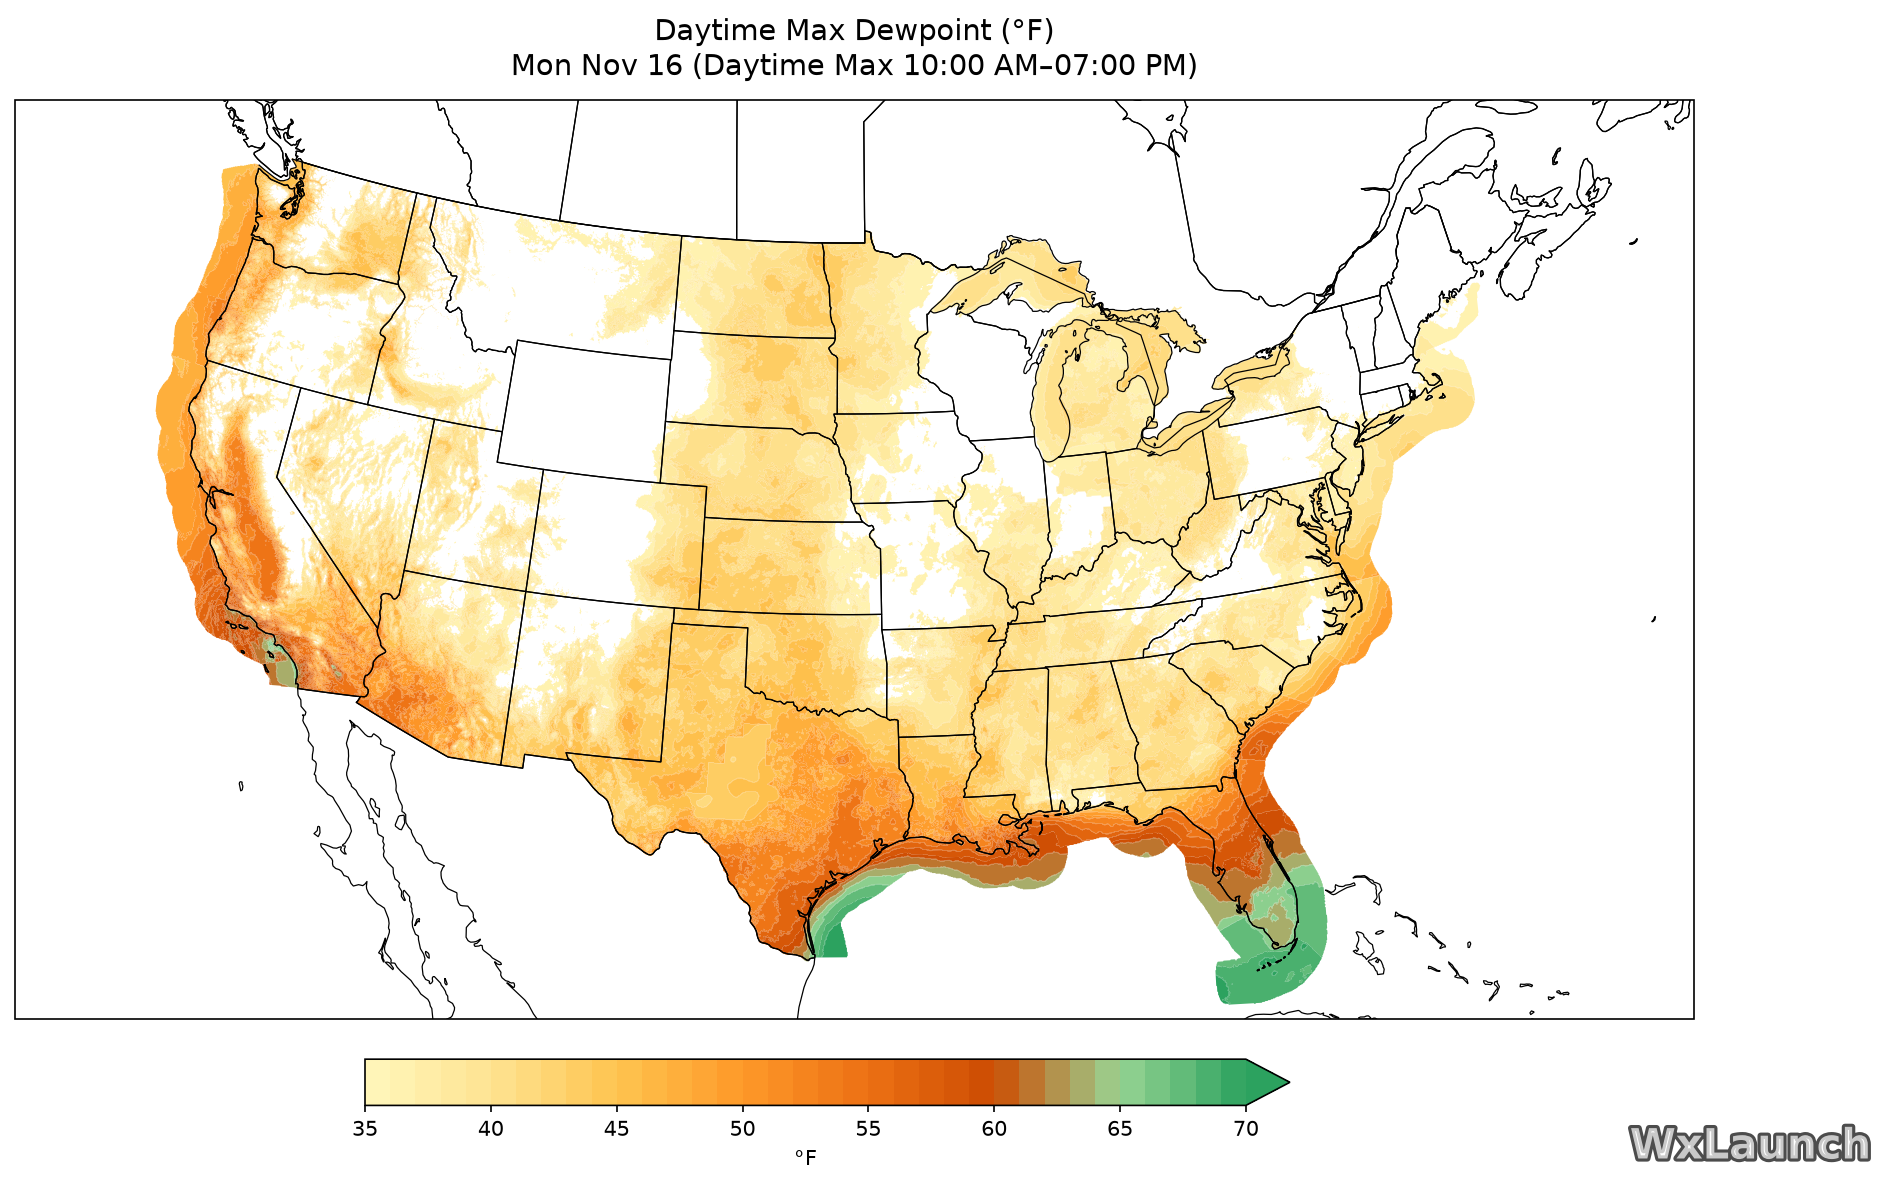 Daytime Max Dewpoint (°F)
Mon Nov 16 (Daytime Max 10:00 AM–07:00 PM)
35 40 45 50 55 60 65 70
°F
WxLaunch